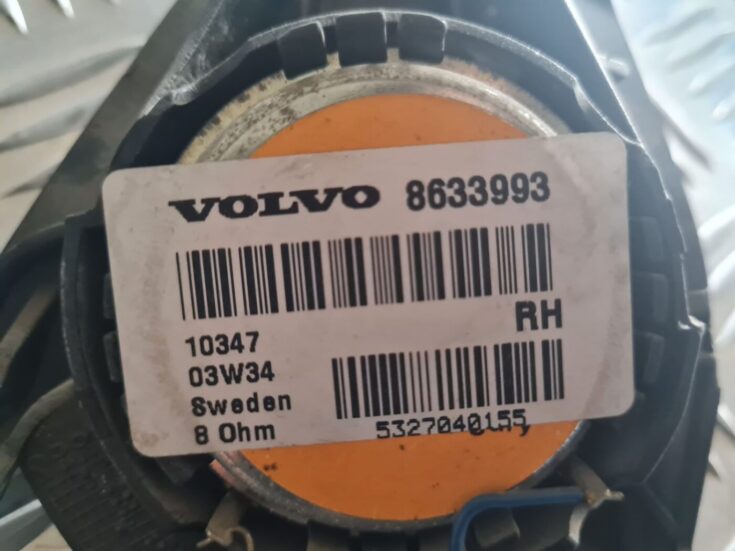 VOLVO 8633993
RH
10347
03W34
Sweden
8 Ohm
5327040155